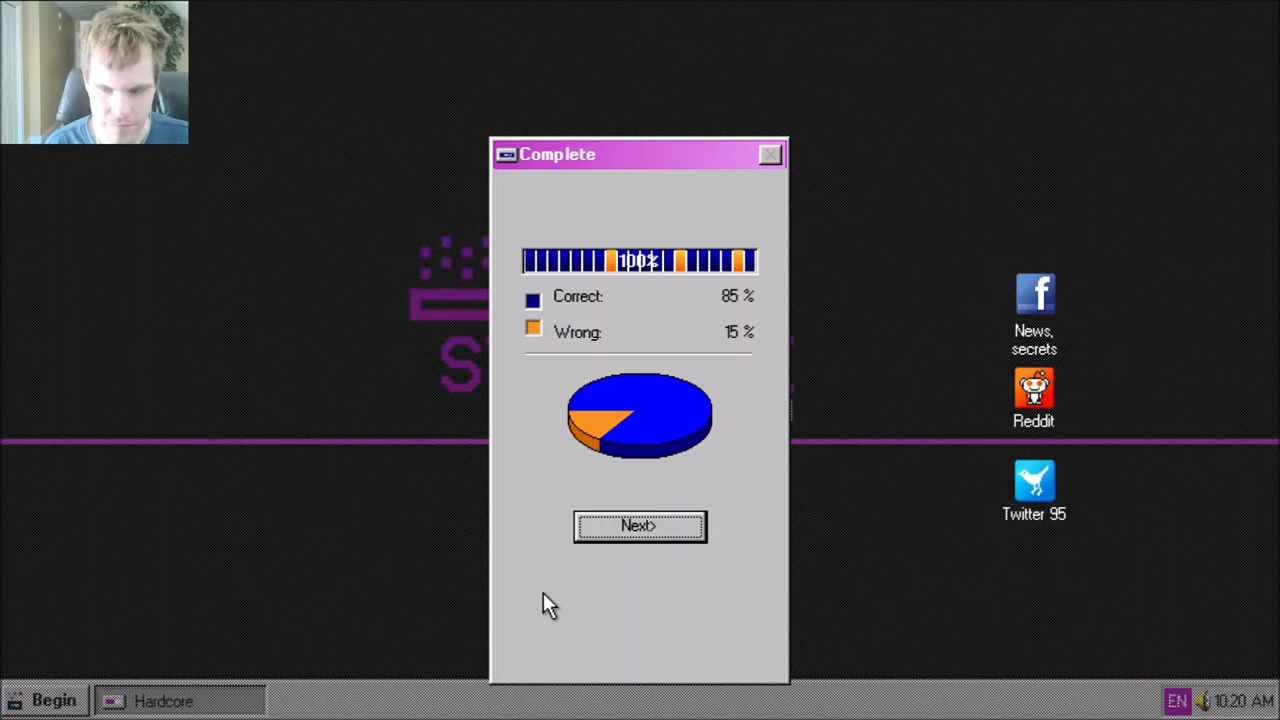 Complete
100%
Correct: 85 %
Wrong: 15 %
Next>
News,
secrets
Reddit
Twitter 95
Begin
Hardcore
EN
10:20 AM